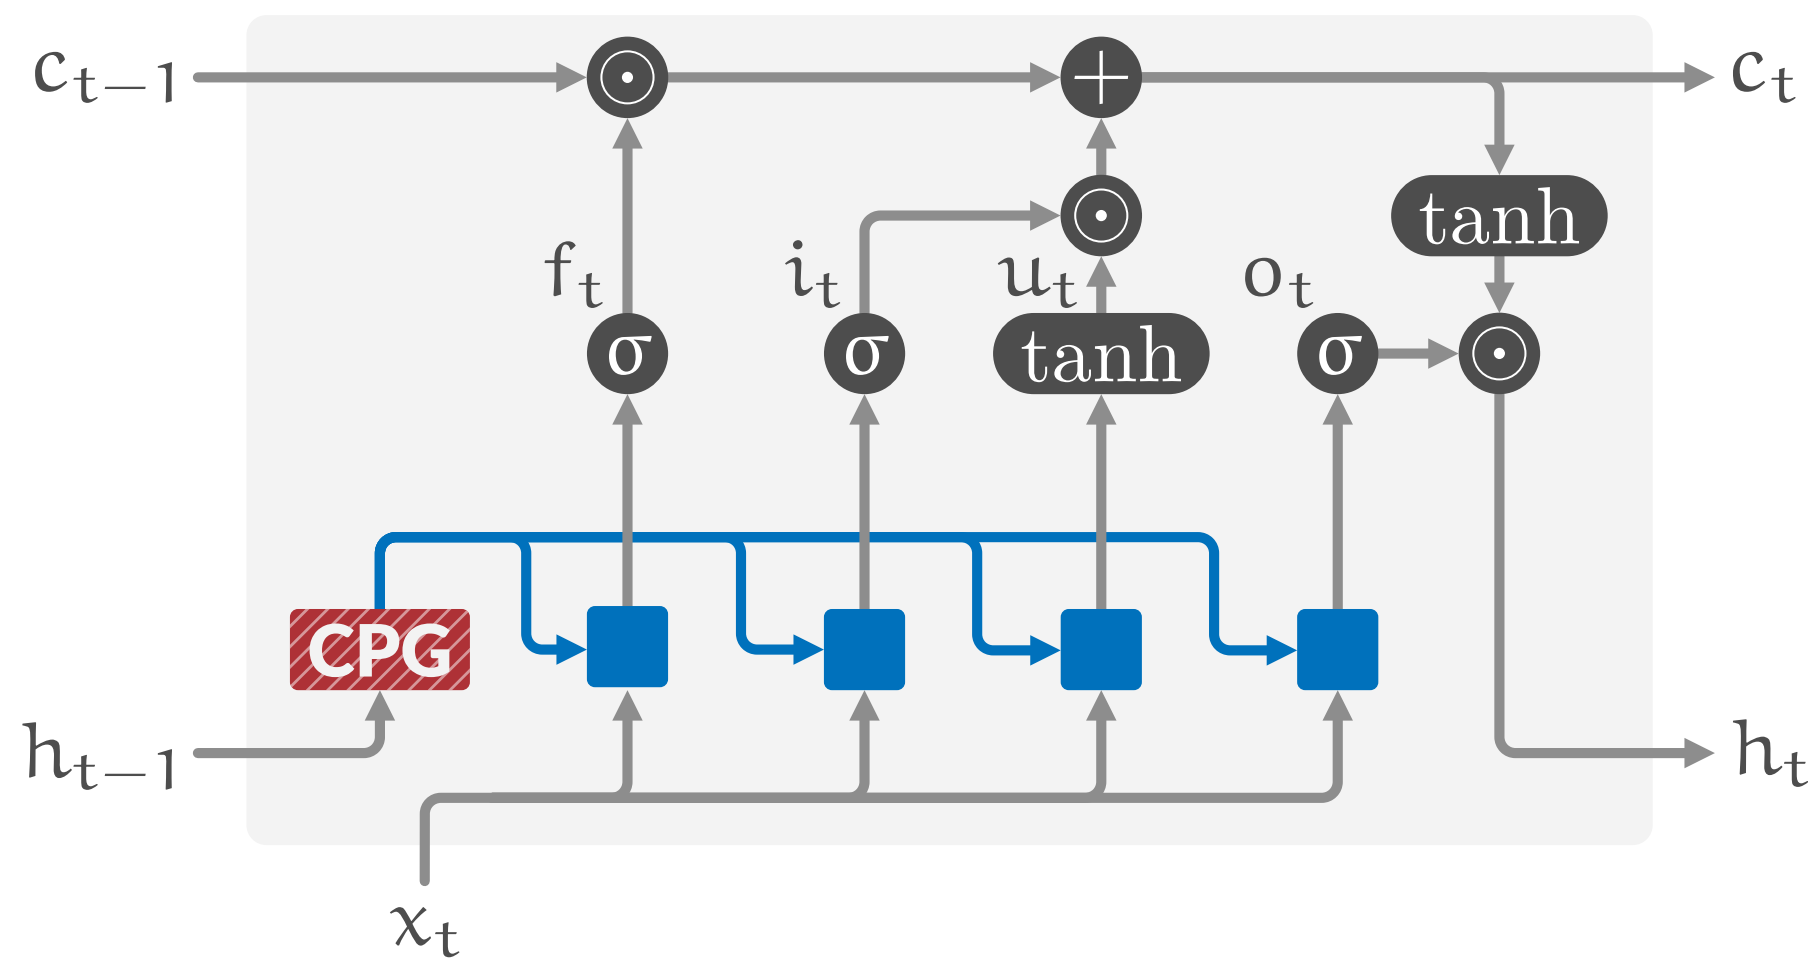 c_{t−1} ⊙ + c_t
tanh
⊙
f_t i_t u_t o_t
σ σ tanh σ ⊙
CPG
h_{t−1} h_t
x_t